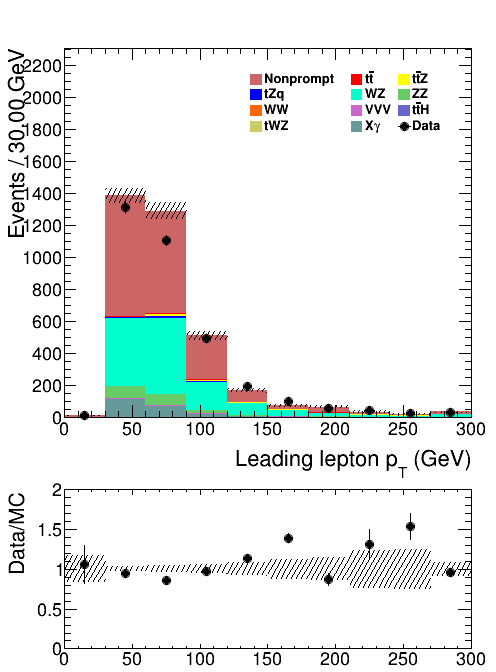 Events / 30.00 GeV
2200
2000
1800
1600
1400
1200
1000
800
600
400
200
0
Nonprompt tt̄ tt̄Z
tZq WZ ZZ
WW VVV tt̄H
tWZ Xγ Data
0 50 100 150 200 250 300
Leading lepton p_T (GeV)
Data/MC
2
1.5
1
0.5
0
0 50 100 150 200 250 300